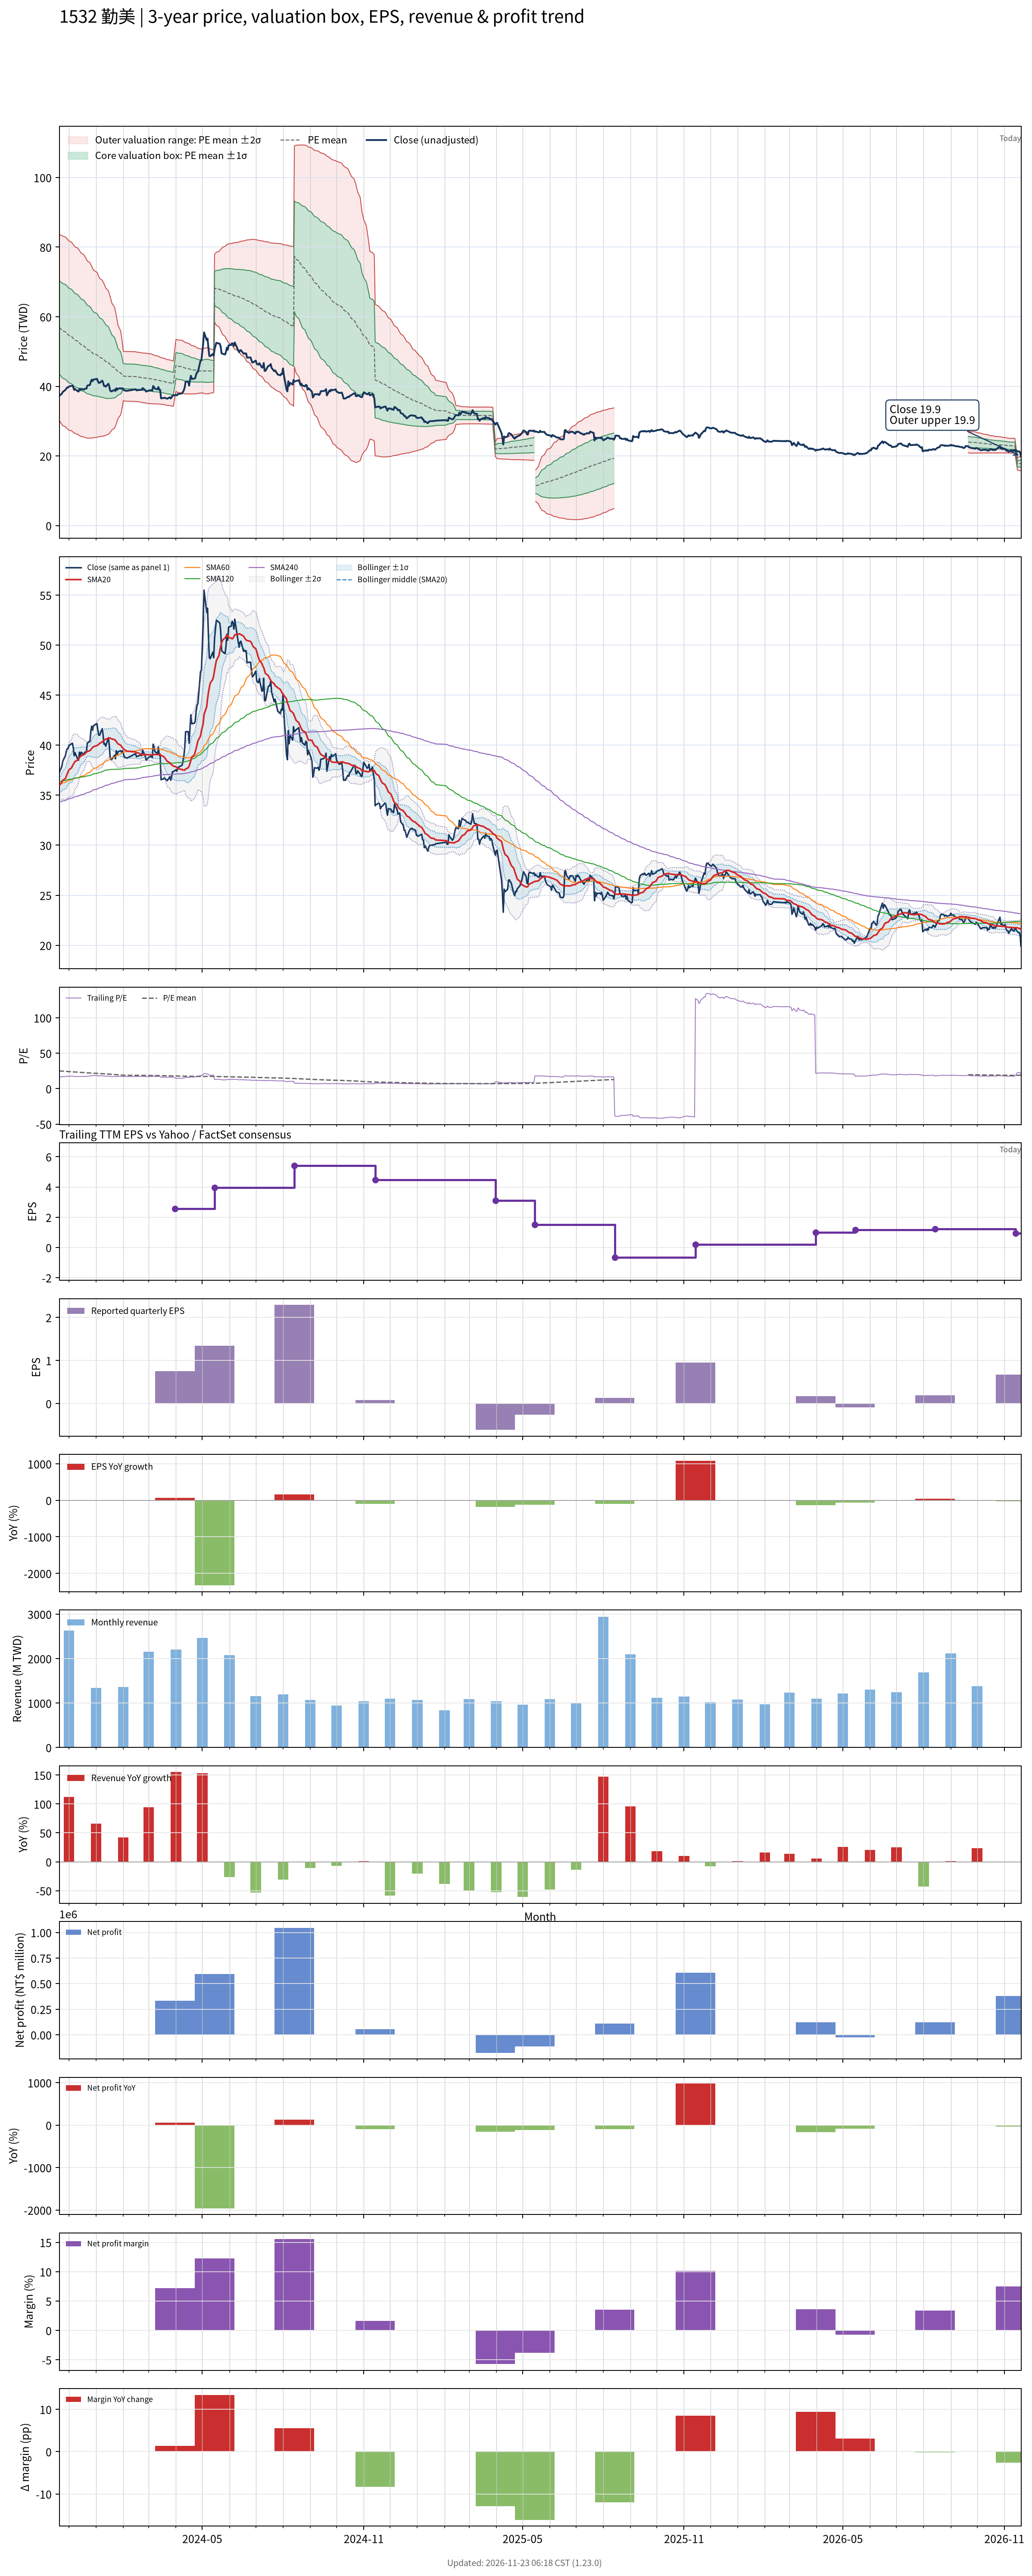 1532 勤美 | 3-year price, valuation box, EPS, revenue & profit trend
Outer valuation range: PE mean ±2σ
PE mean
Close (unadjusted)
Core valuation box: PE mean ±1σ
Today
100
80
60
40
20
0
Price (TWD)
Close 19.9
Outer upper 19.9
Close (same as panel 1)
SMA60
SMA240
Bollinger ±1σ
SMA20
SMA120
Bollinger ±2σ
Bollinger middle (SMA20)
55
50
45
40
35
30
25
20
Price
Trailing P/E
P/E mean
100
50
0
-50
P/E
Trailing TTM EPS vs Yahoo / FactSet consensus
Today
6
4
2
0
-2
EPS
Reported quarterly EPS
2
1
0
EPS
EPS YoY growth
1000
0
-1000
-2000
YoY (%)
Monthly revenue
3000
2000
1000
0
Revenue (M TWD)
Revenue YoY growth
150
100
50
0
-50
YoY (%)
Month
1e6
Net profit
1.00
0.75
0.50
0.25
0.00
Net profit (NT$ million)
Net profit YoY
1000
0
-1000
-2000
YoY (%)
Net profit margin
15
10
5
0
-5
Margin (%)
Margin YoY change
10
0
-10
Δ margin (pp)
2024-05
2024-11
2025-05
2025-11
2026-05
2026-11
Updated: 2026-11-23 06:18 CST (1.23.0)